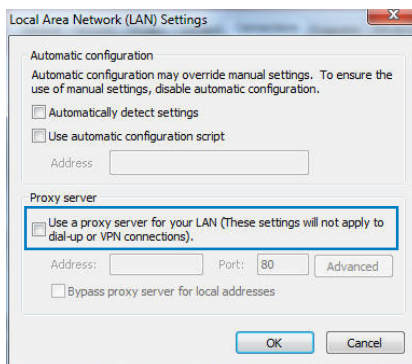 Local Area Network (LAN) Settings
Automatic configuration
Automatic configuration may override manual settings. To ensure the
use of manual settings, disable automatic configuration.
Automatically detect settings
Use automatic configuration script
Address
Proxy server
Use a proxy server for your LAN (These settings will not apply to
dial-up or VPN connections).
Address:
Port: 80
Advanced
Bypass proxy server for local addresses
OK
Cancel